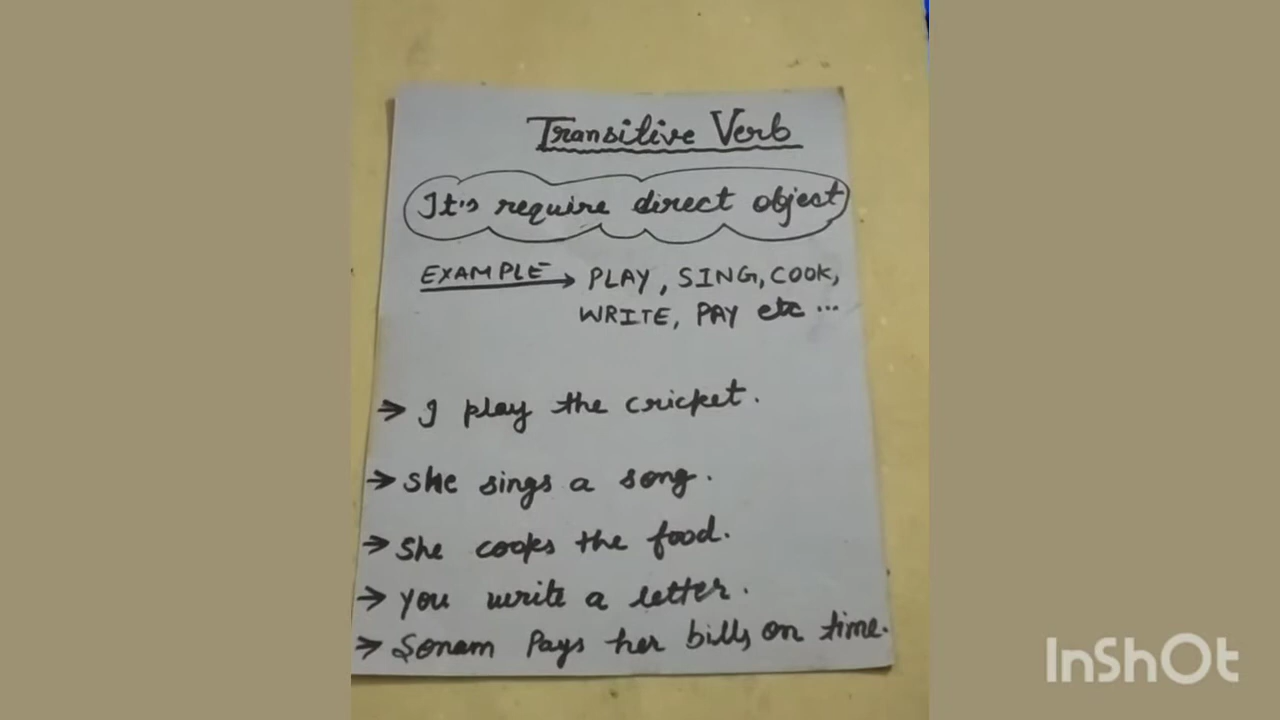 Transitive Verb
It's require direct object
EXAMPLE → PLAY, SING, COOK,
WRITE, PAY etc ...
→ I play the cricket.
→ She sings a song.
→ She cooks the food.
→ You write a letter.
→ Sonam Pays her bills on time.
InShOt